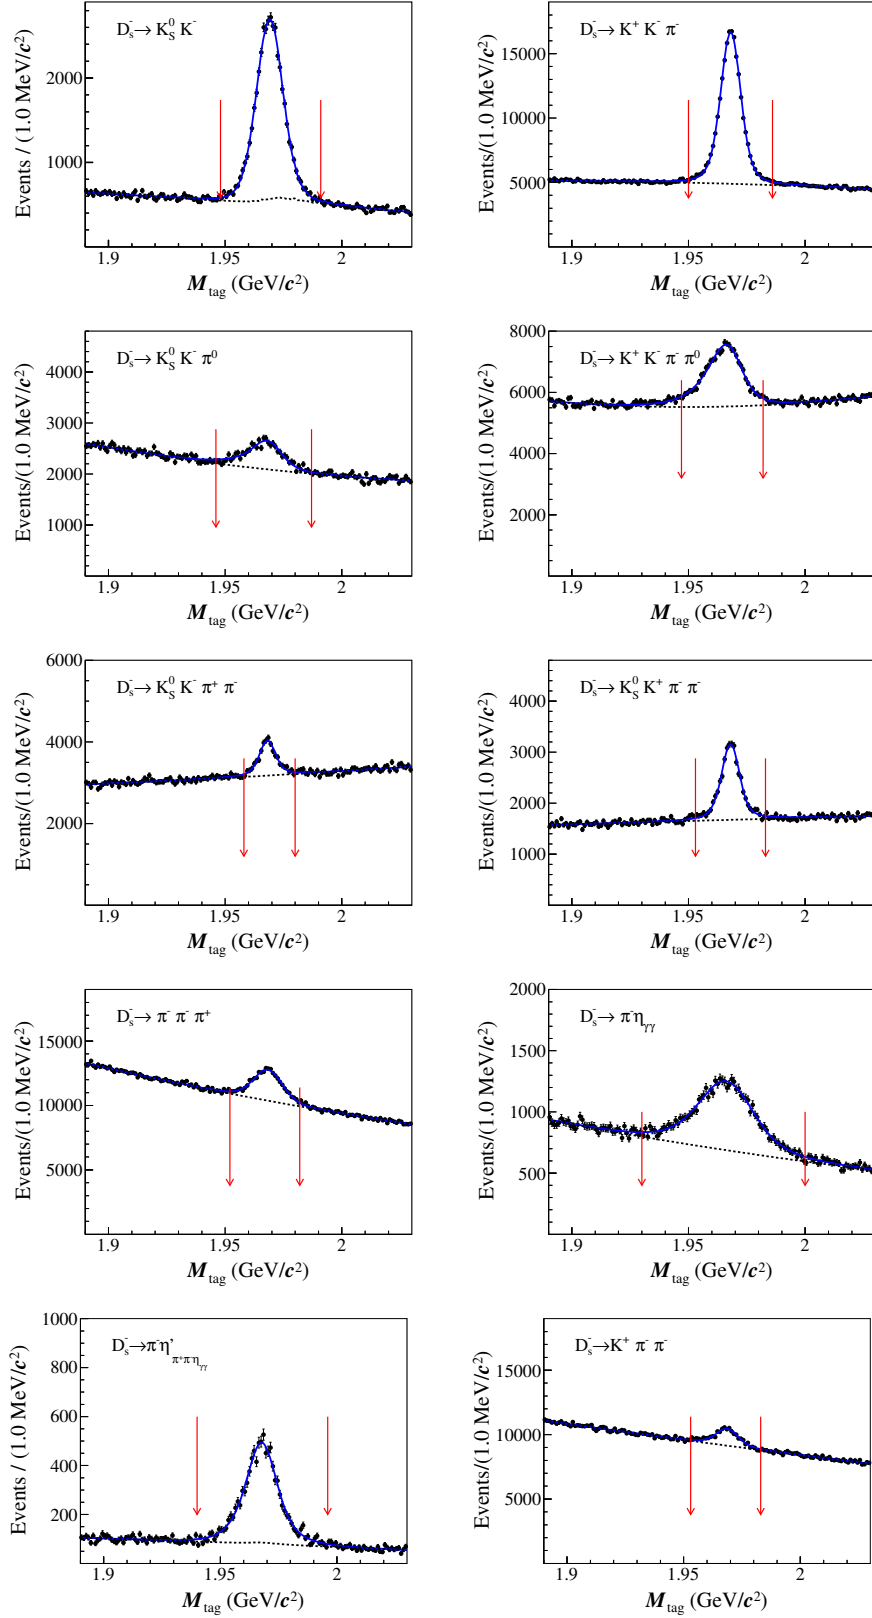 D_s^-→ K_S^0 K^-
Events / (1.0 MeV/c²)
2000
1000
1.9 1.95 2
M_tag (GeV/c²)
D_s^-→ K^+ K^- π^-
Events/(1.0 MeV/c²)
15000
10000
5000
1.9 1.95 2
M_tag (GeV/c²)
D_s^-→ K_S^0 K^- π^0
Events/(1.0 MeV/c²)
4000
3000
2000
1000
1.9 1.95 2
M_tag (GeV/c²)
D_s^-→ K^+ K^- π^- π^0
Events/(1.0 MeV/c²)
8000
6000
4000
2000
1.9 1.95 2
M_tag (GeV/c²)
D_s^-→ K_S^0 K^- π^+ π^-
Events/(1.0 MeV/c²)
6000
4000
2000
1.9 1.95 2
M_tag (GeV/c²)
D_s^-→ K_S^0 K^+ π^- π^-
Events/(1.0 MeV/c²)
4000
3000
2000
1000
1.9 1.95 2
M_tag (GeV/c²)
D_s^-→ π^- π^- π^+
Events/(1.0 MeV/c²)
15000
10000
5000
1.9 1.95 2
M_tag (GeV/c²)
D_s^-→ π^-η_γγ
Events/(1.0 MeV/c²)
2000
1500
1000
500
1.9 1.95 2
M_tag (GeV/c²)
D_s^-→π^-η'_π^+π^-η_γγ
Events / (1.0 MeV/c²)
1000
800
600
400
200
1.9 1.95 2
M_tag (GeV/c²)
D_s^-→K^+ π^- π^-
Events/(1.0 MeV/c²)
15000
10000
5000
1.9 1.95 2
M_tag (GeV/c²)